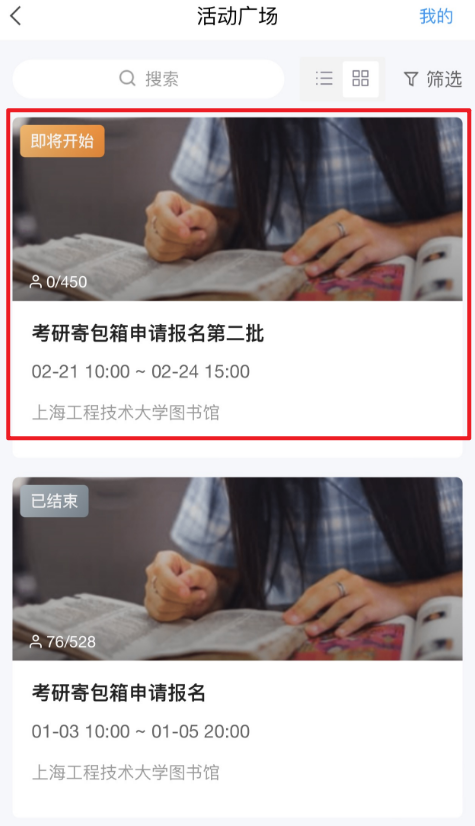 活动广场
我的
搜索
筛选
即将开始
0/450
考研寄包箱申请报名第二批
02-21 10:00 ~ 02-24 15:00
上海工程技术大学图书馆
已结束
76/528
考研寄包箱申请报名
01-03 10:00 ~ 01-05 20:00
上海工程技术大学图书馆